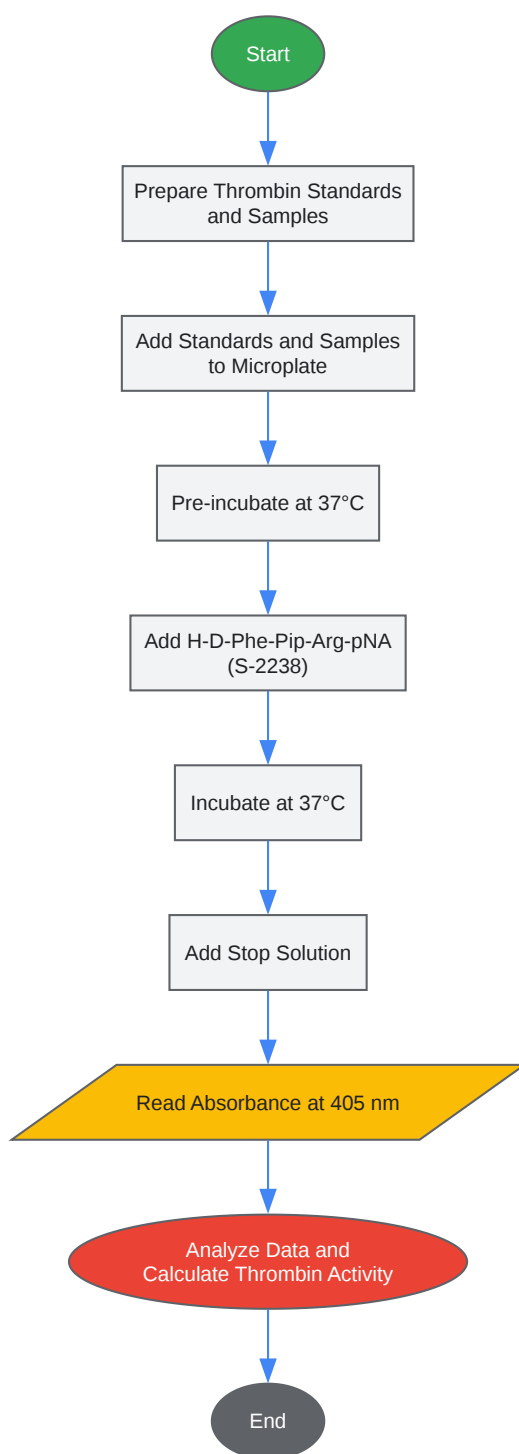 Start
Prepare Thrombin Standards
and Samples
Add Standards and Samples
to Microplate
Pre-incubate at 37°C
Add H-D-Phe-Pip-Arg-pNA
(S-2238)
Incubate at 37°C
Add Stop Solution
Read Absorbance at 405 nm
Analyze Data and
Calculate Thrombin Activity
End